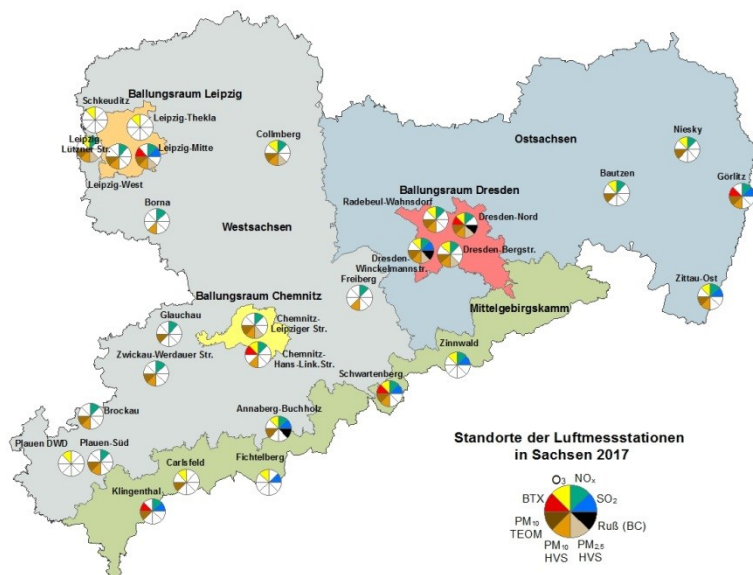 Ballungsraum Leipzig
Schkeuditz
Leipzig-Thekla
Leipzig-
Lützner Str.
Leipzig-Mitte
Leipzig-West
Collmberg
Borna
Westsachsen
Ostsachsen
Niesky
Bautzen
Görlitz
Ballungsraum Dresden
Radebeul-Wahnsdorf
Dresden-Nord
Dresden-
Winckelmannstr.
Dresden-Bergstr.
Zittau-Ost
Freiberg
Mittelgebirgskamm
Ballungsraum Chemnitz
Glauchau
Chemnitz-
Leipziger Str.
Zwickau-Werdauer Str.
Chemnitz-
Hans-Link.Str.
Zinnwald
Schwartenberg
Brockau
Annaberg-Buchholz
Plauen DWD
Plauen-Süd
Carlsfeld
Fichtelberg
Klingenthal
Standorte der Luftmessstationen
in Sachsen 2017
O₃
NOₓ
BTX
SO₂
PM₁₀
TEOM
Ruß (BC)
PM₁₀
HVS
PM₂,₅
HVS